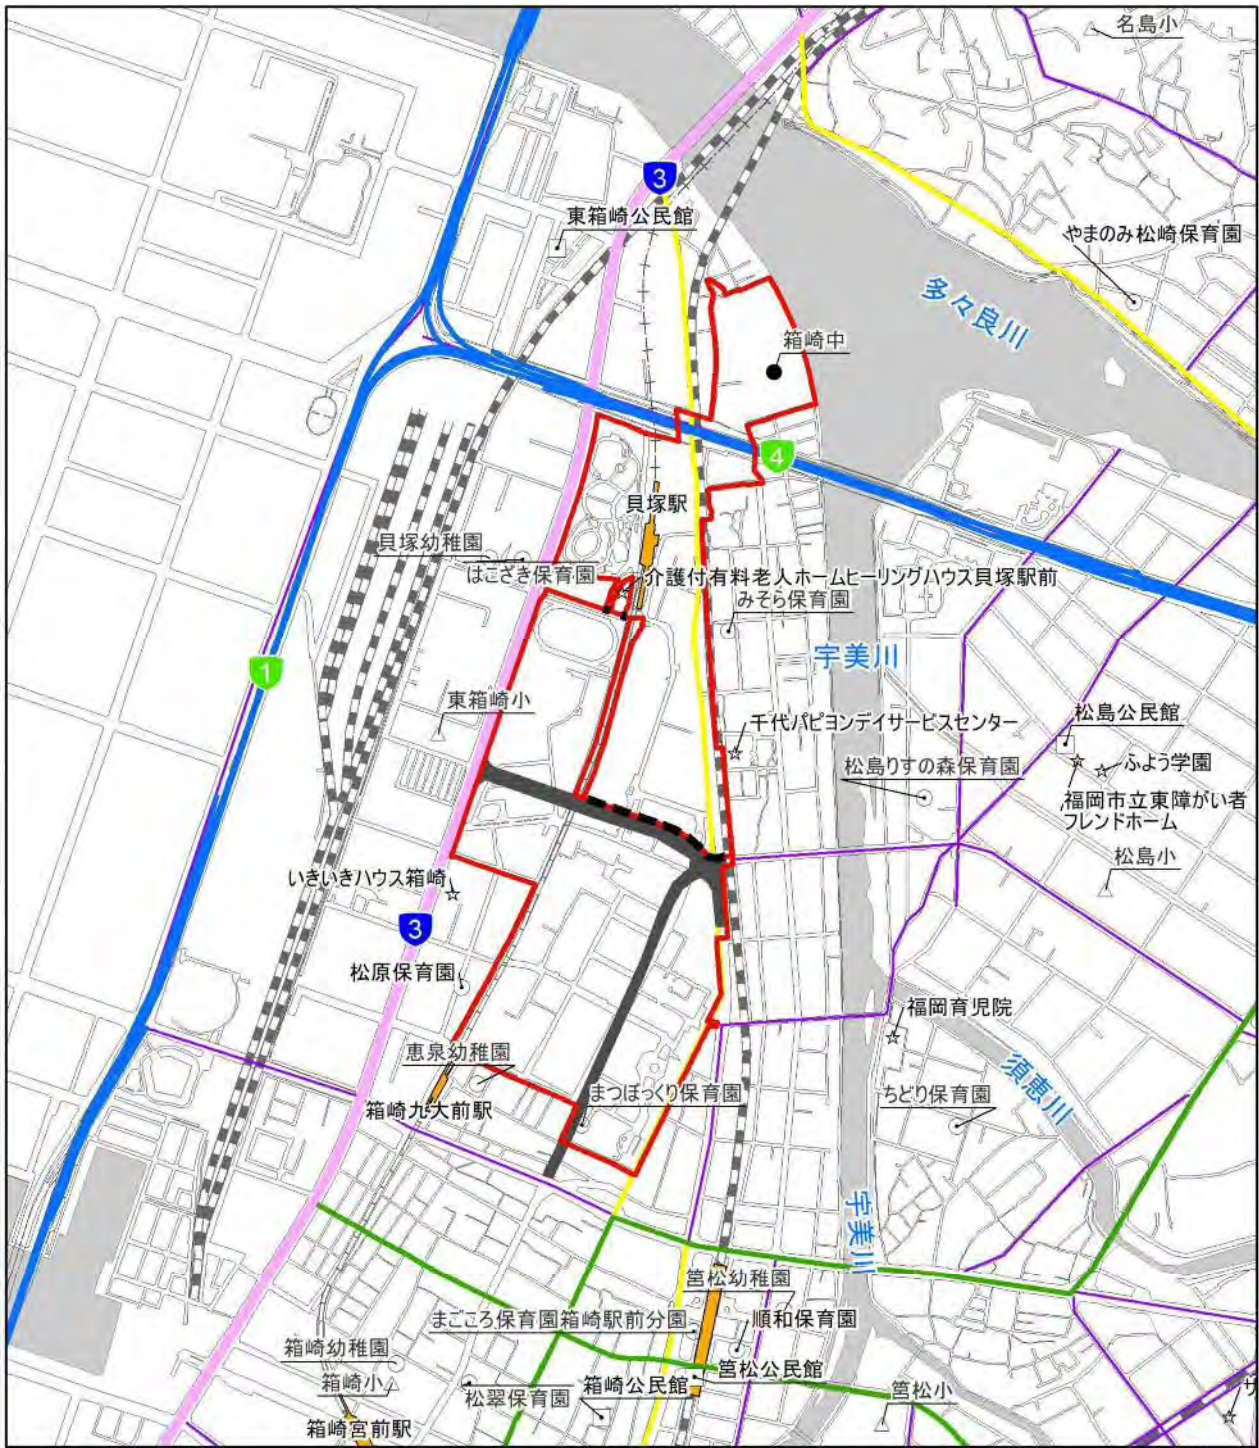 名島小
3
東箱崎公民館
やまのみ松崎保育園
多々良川
箱崎中
4
貝塚駅
貝塚幼稚園
はこざき保育園
介護付有料老人ホームヒーリングハウス貝塚駅前
みそら保育園
宇美川
1
東箱崎小
千代パピヨンデイサービスセンター
松島公民館
松島りすの森保育園
ふよう学園
福岡市立東障がい者
フレンドホーム
松島小
いきいきハウス箱崎
3
松原保育園
福岡育児院
恵泉幼稚園
須恵川
まつぼっくり保育園
ちどり保育園
箱崎九大前駅
宇美川
筥松幼稚園
まごころ保育園箱崎駅前分園
順和保育園
箱崎幼稚園
筥松公民館
箱崎小
箱崎公民館
松翠保育園
筥松小
サ
箱崎宮前駅